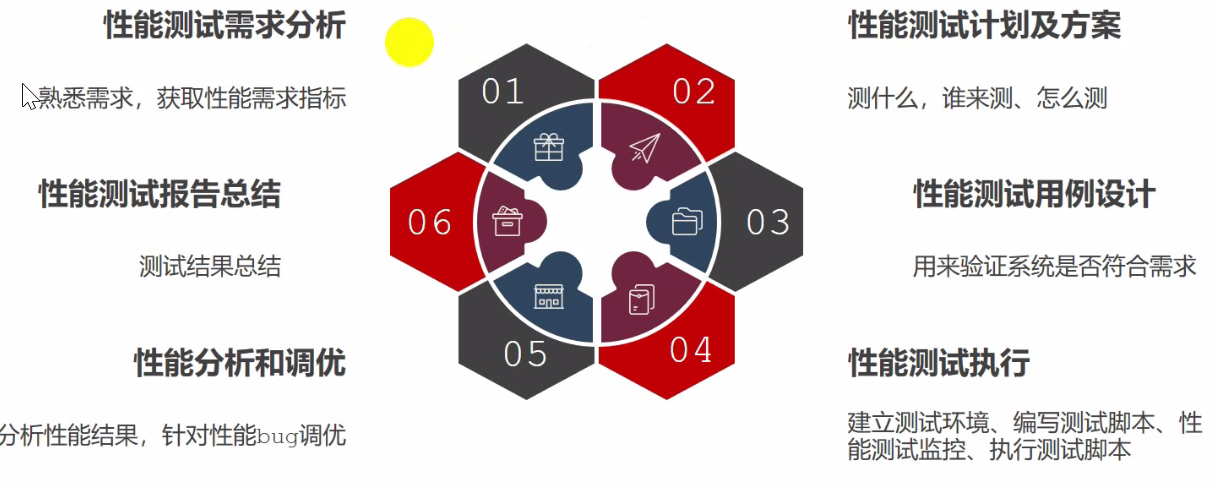 性能测试需求分析
熟悉需求，获取性能需求指标
01
02
性能测试计划及方案
测什么，谁来测、怎么测
性能测试报告总结
测试结果总结
06
03
性能测试用例设计
用来验证系统是否符合需求
性能分析和调优
分析性能结果，针对性能bug调优
05
04
性能测试执行
建立测试环境、编写测试脚本、性
能测试监控、执行测试脚本